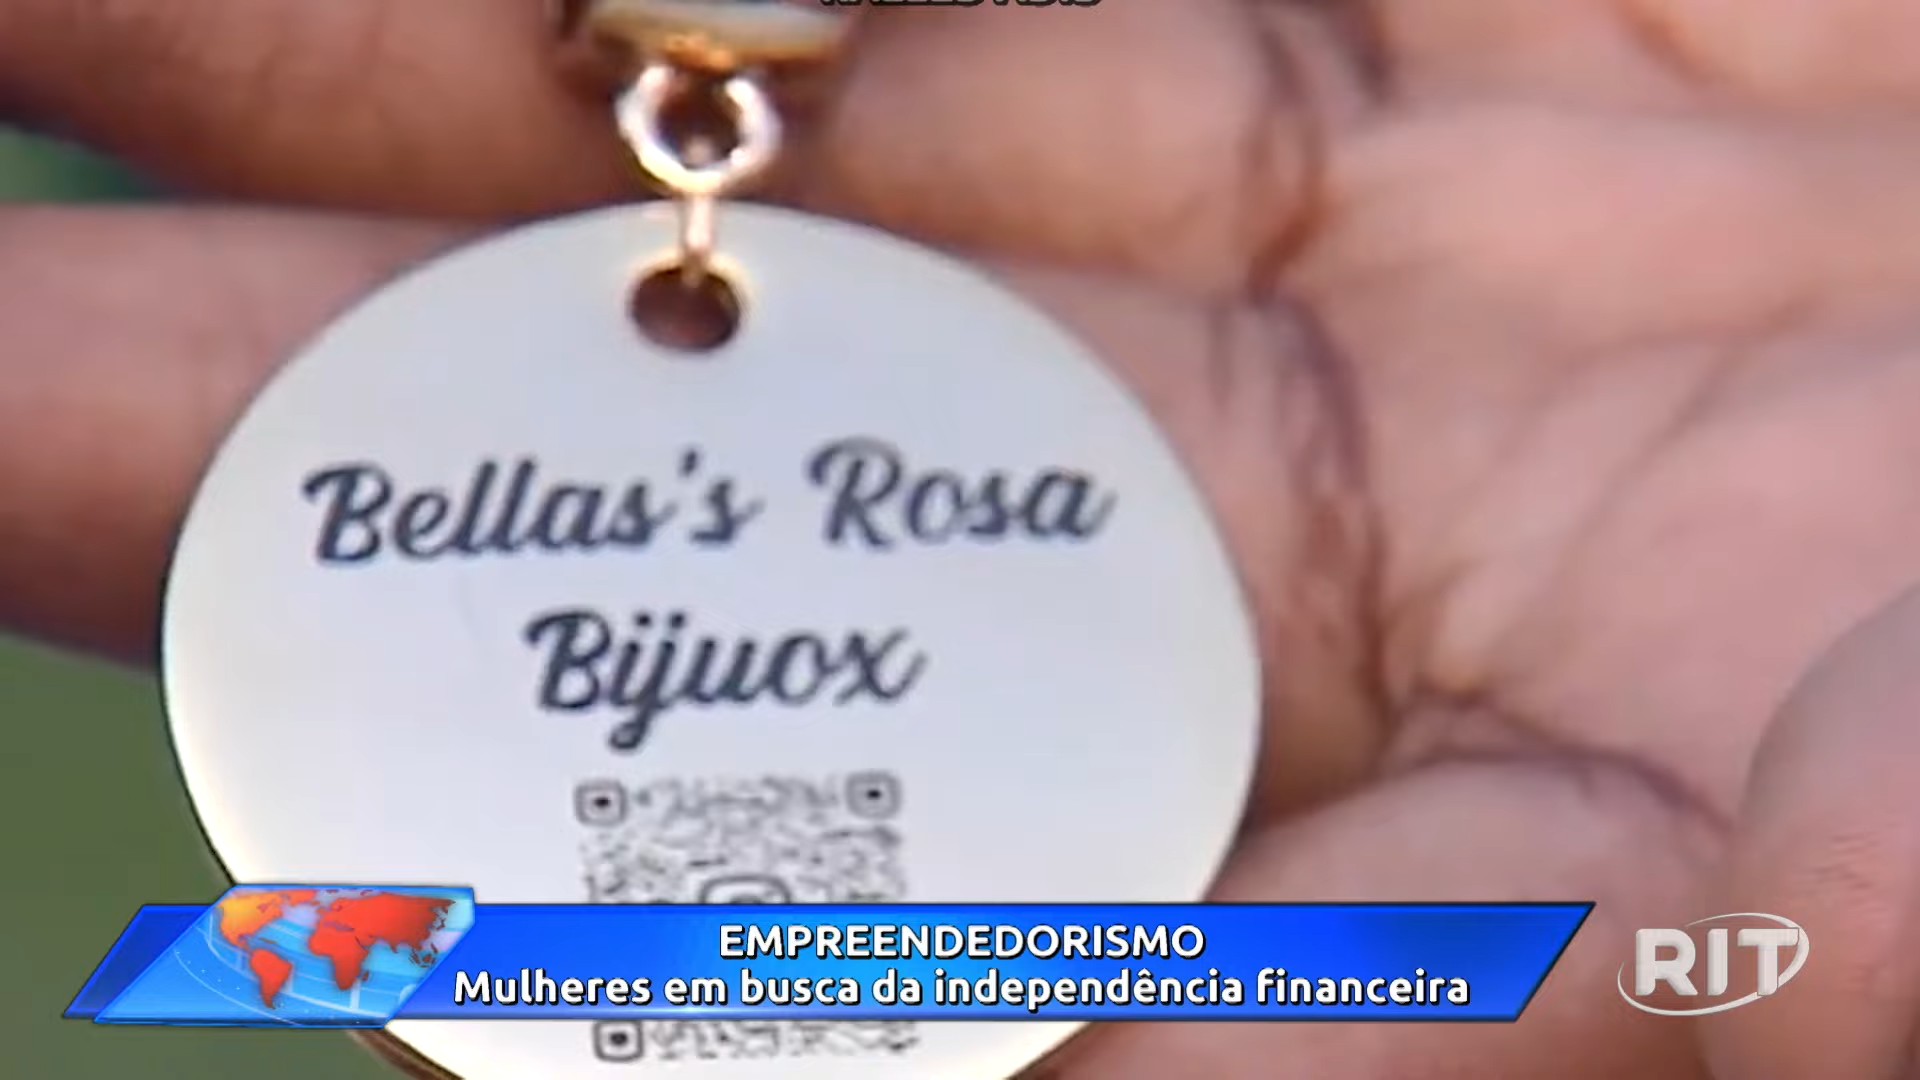 Bellas's Rosa
Bijuox
EMPREENDEDORISMO
Mulheres em busca da independência financeira
RIT